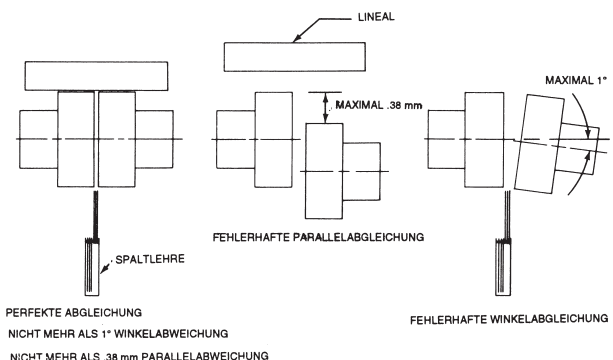 LINEAL
MAXIMAL 1°
MAXIMAL .38 mm
FEHLERHAFTE PARALLELABGLEICHUNG
SPALTLEHRE
PERFEKTE ABGLEICHUNG
FEHLERHAFTE WINKELABGLEICHUNG
NICHT MEHR ALS 1° WINKELABWEICHUNG
NICHT MEHR ALS .38 mm PARALLELABWEICHUNG